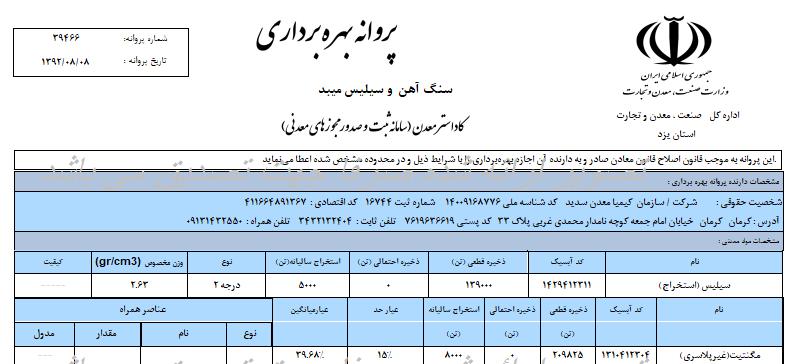 شماره پروانه: ۳۹۴۶۶
تاریخ پروانه : ۱۳۹۲/۰۸/۰۸
پروانه بهره برداری
سنگ آهن و سیلیس میبد
کاداستر معدن (سامانه ثبت و صدور مجوزهای معدنی)
جمهوری اسلامی ایران
وزارت صنعت، معدن و تجارت
اداره کل صنعت ، معدن و تجارت
استان یزد
این پروانه به موجب قانون اصلاح قانون معادن صادر و به دارنده آن اجازه بهره‌برداری را با شرایط ذیل و در محدوده مشخص شده اعطا می‌نماید.
مشخصات دارنده پروانه بهره برداری :
شخصیت حقوقی : شرکت / سازمان کیمیا معدن سدید کد شناسه ملی ۱۴۰۰۹۱۶۸۷۷۶ شماره ثبت ۱۶۷۴۴ کد اقتصادی : ۴۱۱۶۶۴۸۹۱۳۶۷
آدرس : کرمان کرمان خیابان امام جمعه کوچه نامدار محمدی غربی پلاک ۳۳ کد پستی ۷۶۱۹۶۳۶۶۱۹ تلفن ثابت : ۳۴۳۲۱۳۲۴۰۴ تلفن همراه : ۰۹۱۳۱۴۳۲۵۵۰
مشخصات مواد معدنی :
نام کد آیسیک ذخیره قطعی (تن) ذخیره احتمالی (تن) استخراج سالیانه(تن) نوع وزن مخصوص (gr/cm3) کیفیت
سیلیس (استخراج) ۱۴۲۹۴۱۲۳۱۱ ۱۳۹۰۰۰ ۰ ۵۰۰۰ درجه ۲ ۲.۶۳ -----
نام کد آیسیک ذخیره قطعی (تن) ذخیره احتمالی (تن) استخراج سالیانه (تن) عیار حد عیارمیانگین عناصر همراه
نوع نام مقدار مدول
مگنتیت(غیرپلاسری) ۱۳۱۰۴۱۲۳۰۴ ۲۰۹۸۲۵ ۰ ۸۰۰۰ ۱۵% ۳۹.۶۸%